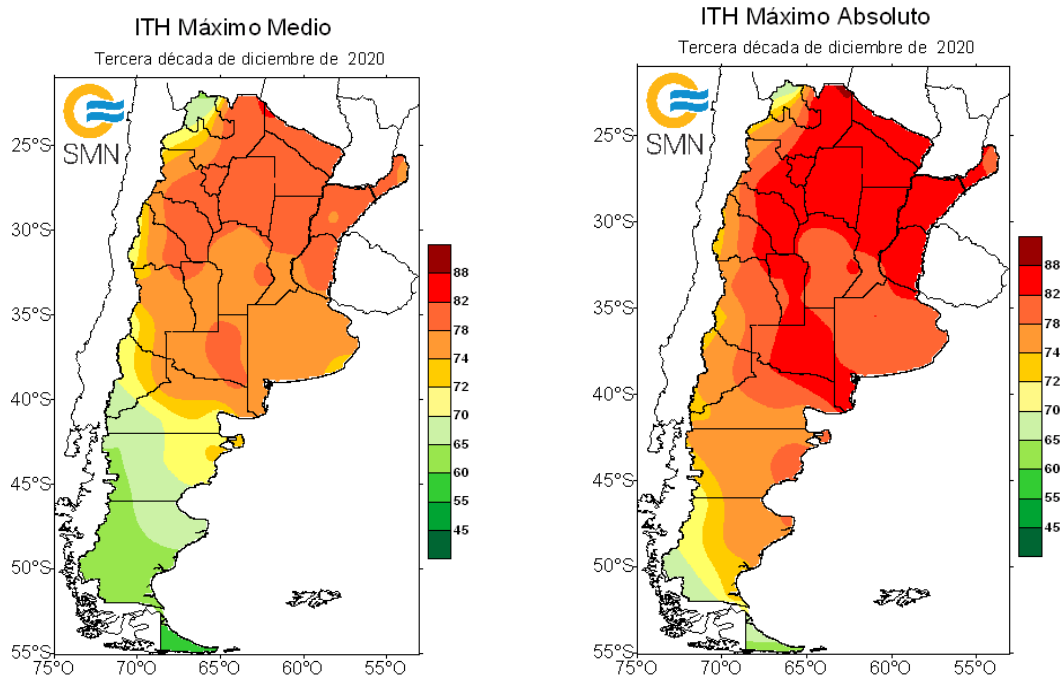 ITH Máximo Medio
Tercera década de diciembre de 2020
SMN
25°S
30°S
35°S
40°S
45°S
50°S
55°S
75°O 70°O 65°O 60°O 55°O
88
82
78
74
72
70
65
60
55
45
ITH Máximo Absoluto
Tercera década de diciembre de 2020
SMN
25°S
30°S
35°S
40°S
45°S
50°S
55°S
75°O 70°O 65°O 60°O 55°O
88
82
78
74
72
70
65
60
55
45